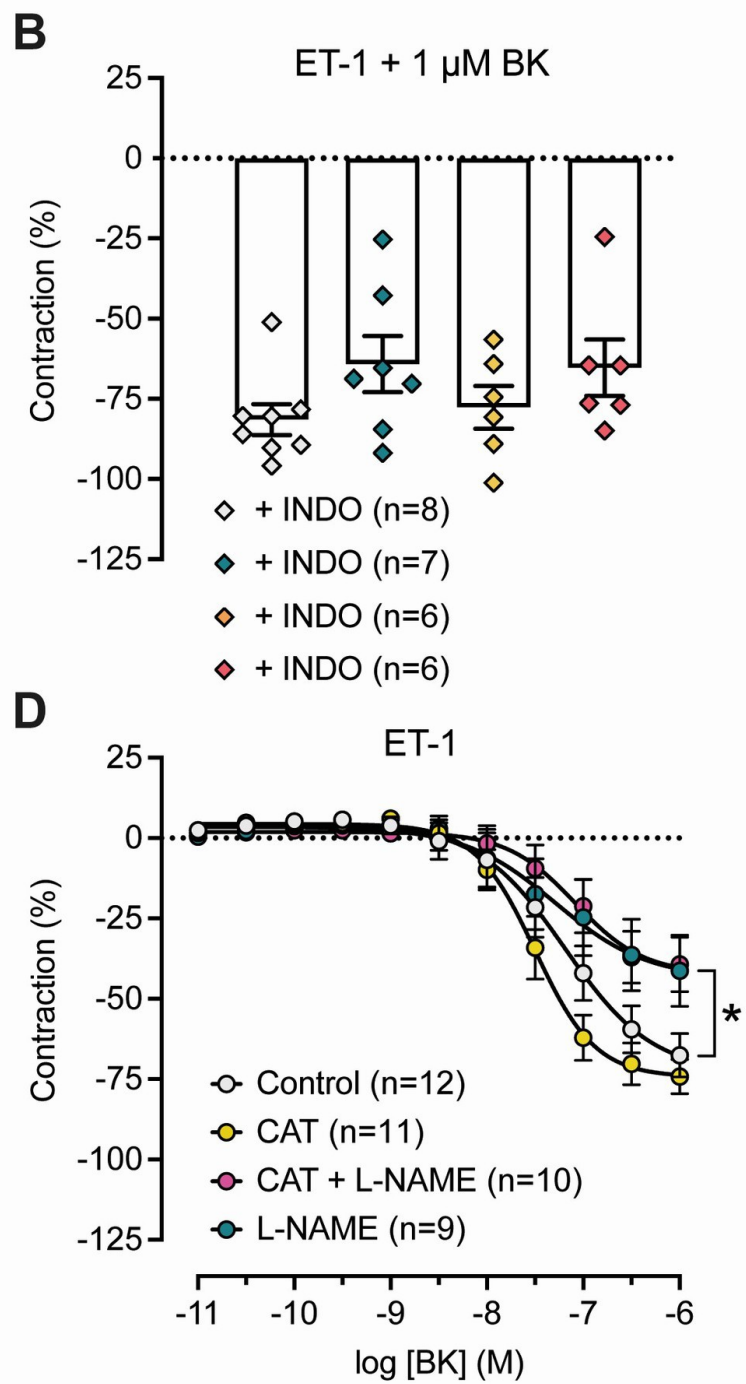 B
ET-1 + 1 µM BK
25
0
-25
-50
-75
-100
-125
Contraction (%)
+ INDO (n=8)
+ INDO (n=7)
+ INDO (n=6)
+ INDO (n=6)
D
ET-1
25
0
-25
-50
-75
-100
-125
Contraction (%)
*
Control (n=12)
CAT (n=11)
CAT + L-NAME (n=10)
L-NAME (n=9)
-11 -10 -9 -8 -7 -6
log [BK] (M)